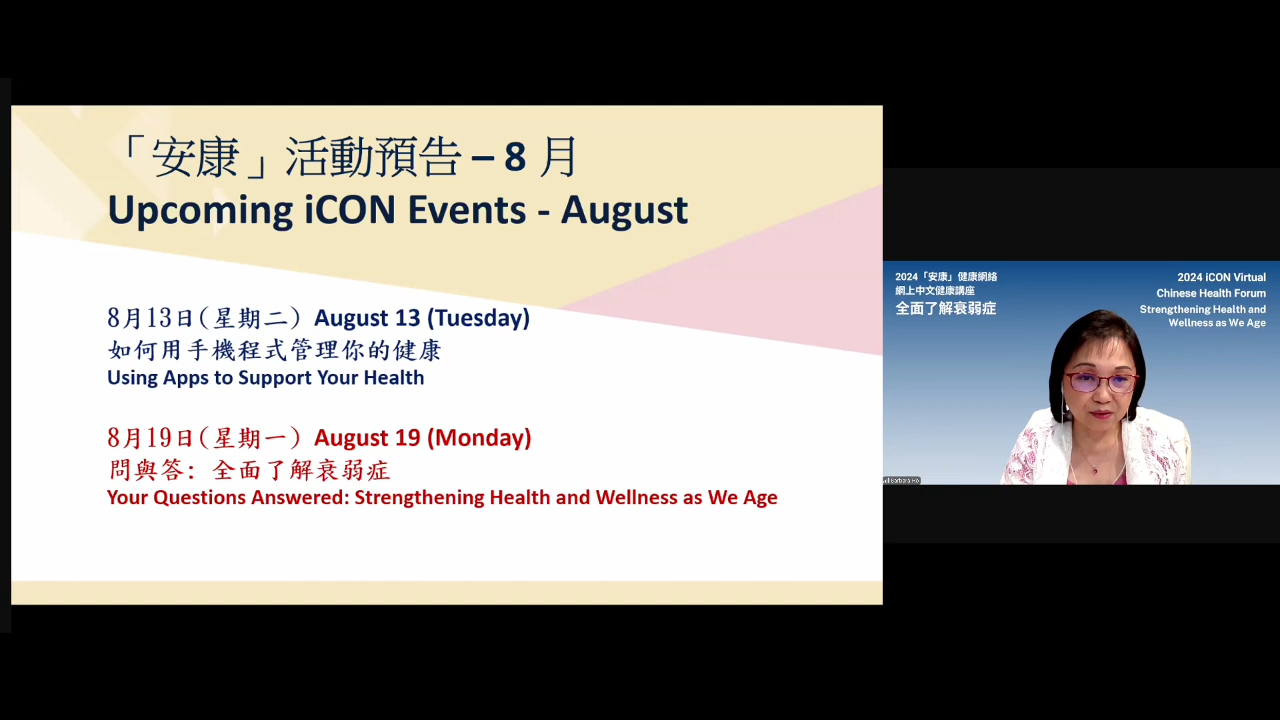 「安康」活動預告 – 8 月
Upcoming iCON Events - August
8月13日(星期二) August 13 (Tuesday)
如何用手機程式管理你的健康
Using Apps to Support Your Health
8月19日(星期一) August 19 (Monday)
問與答: 全面了解衰弱症
Your Questions Answered: Strengthening Health and Wellness as We Age
2024「安康」健康網絡
網上中文健康講座
全面了解衰弱症
2024 iCON Virtual
Chinese Health Forum
Strengthening Health and
Wellness as We Age